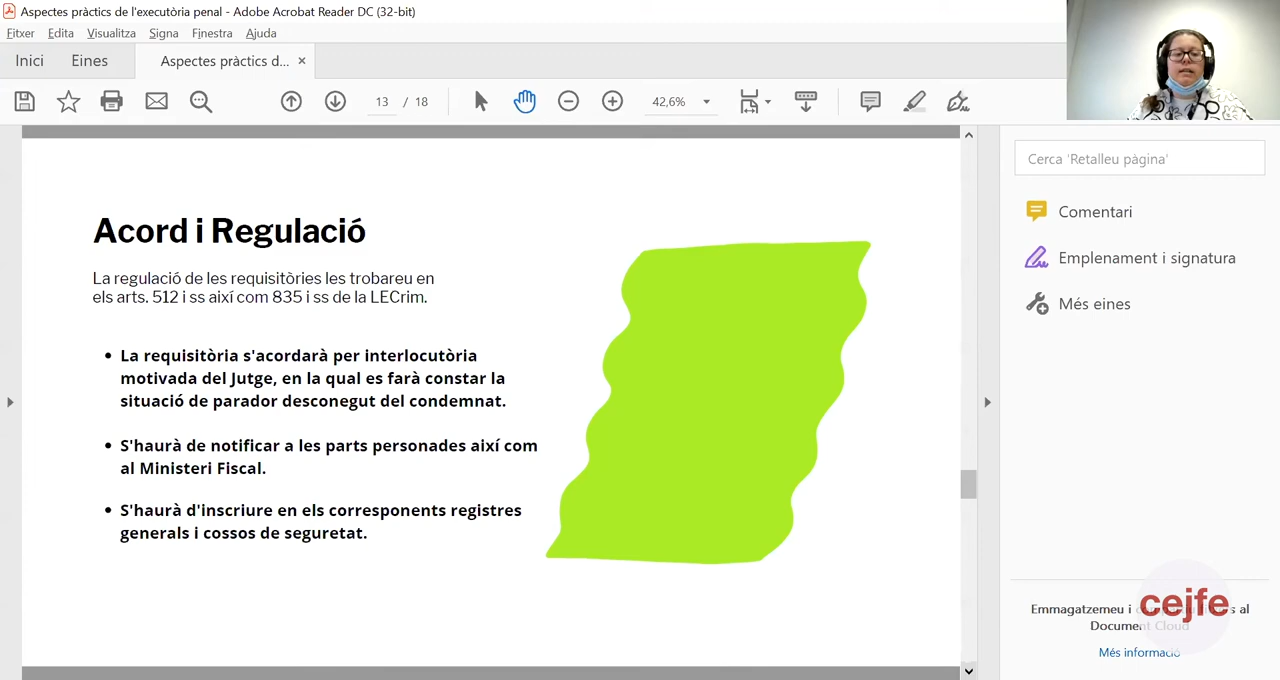 Aspectes pràctics de l'executòria penal - Adobe Acrobat Reader DC (32-bit)
Fitxer Edita Visualitza Signa Finestra Ajuda
Inici Eines Aspectes pràctics d... ×
13 / 18 42,6%
Cerca 'Retalleu pàgina'
Comentari
Emplenament i signatura
Més eines
Acord i Regulació
La regulació de les requisitòries les trobareu en
els arts. 512 i ss així com 835 i ss de la LECrim.
• La requisitòria s'acordarà per interlocutòria
motivada del Jutge, en la qual es farà constar la
situació de parador desconegut del condemnat.
• S'haurà de notificar a les parts personades així com
al Ministeri Fiscal.
• S'haurà d'inscriure en els corresponents registres
generals i cossos de seguretat.
cejfe
Emmagatzemeu i al
Document Cloud
Més informació